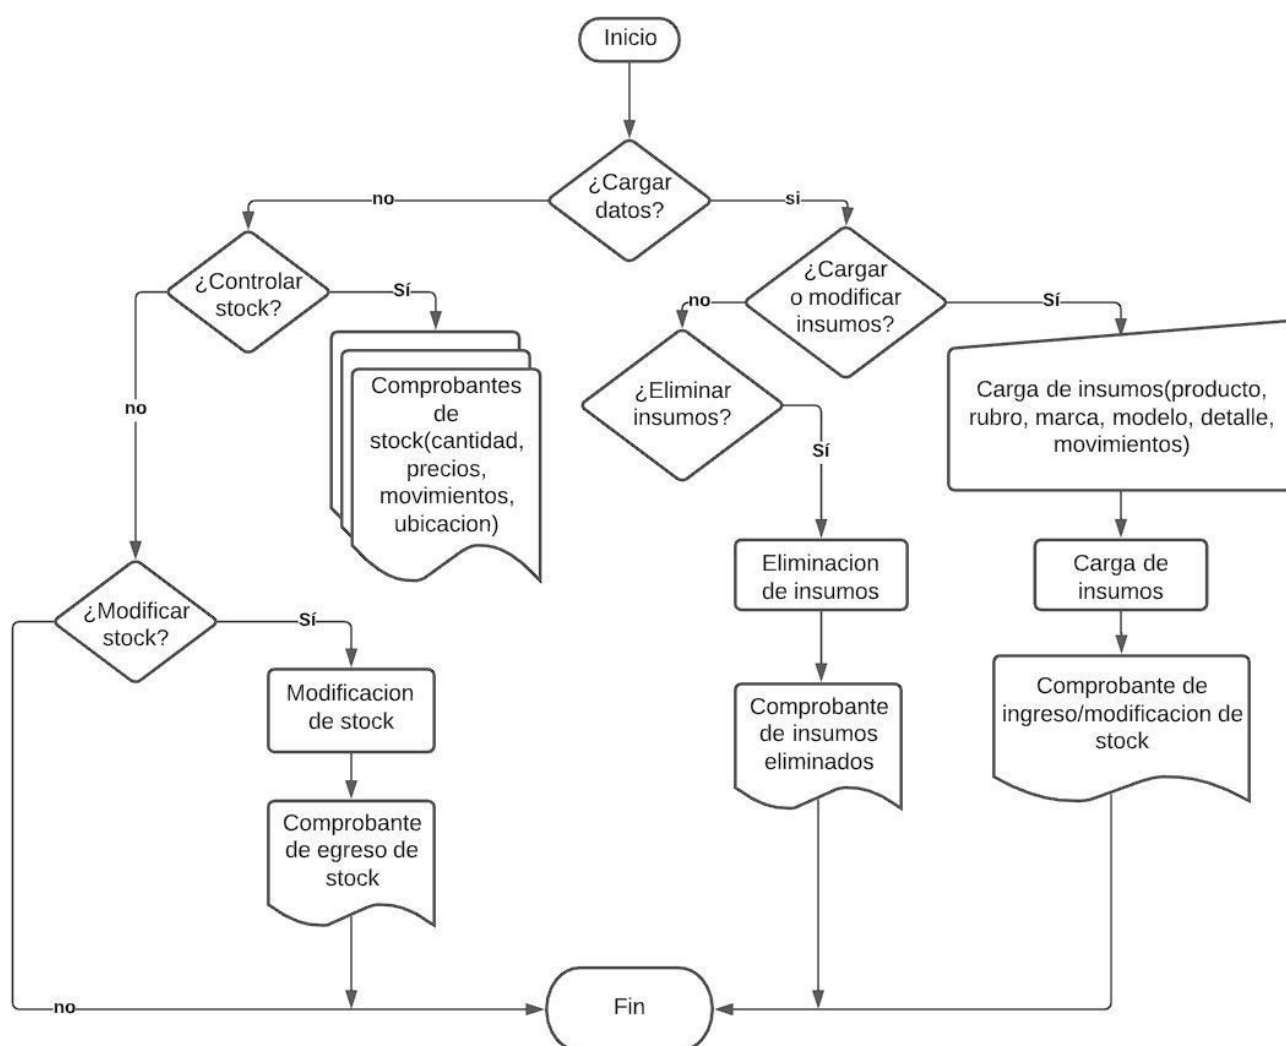 Inicio
¿Cargar
datos?
no
si
¿Controlar
stock?
Sí
¿Cargar
o modificar
insumos?
no
Sí
no
Comprobantes
de
stock(cantidad,
precios,
movimientos,
ubicacion)
¿Eliminar
insumos?
Sí
Carga de insumos(producto,
rubro, marca, modelo, detalle,
movimientos)
Eliminacion
de insumos
Carga de
insumos
¿Modificar
stock?
Sí
Modificacion
de stock
Comprobante
de insumos
eliminados
Comprobante de
ingreso/modificacion de
stock
Comprobante
de egreso de
stock
no
Fin